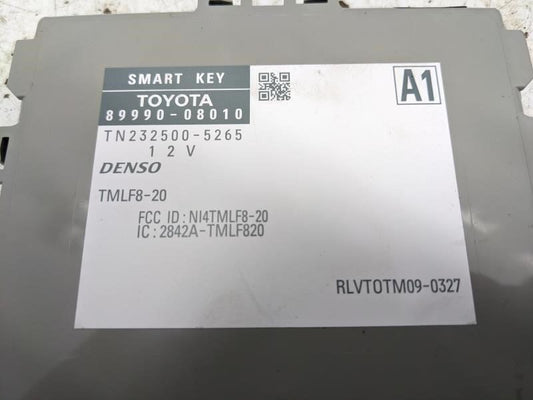 SMART KEY
A1
TOYOTA
89990-08010
TN232500-5265
12V
DENSO
TMLF8-20
FCC ID : NI4TMLF8-20
IC : 2842A-TMLF820
RLVTOTM09-0327